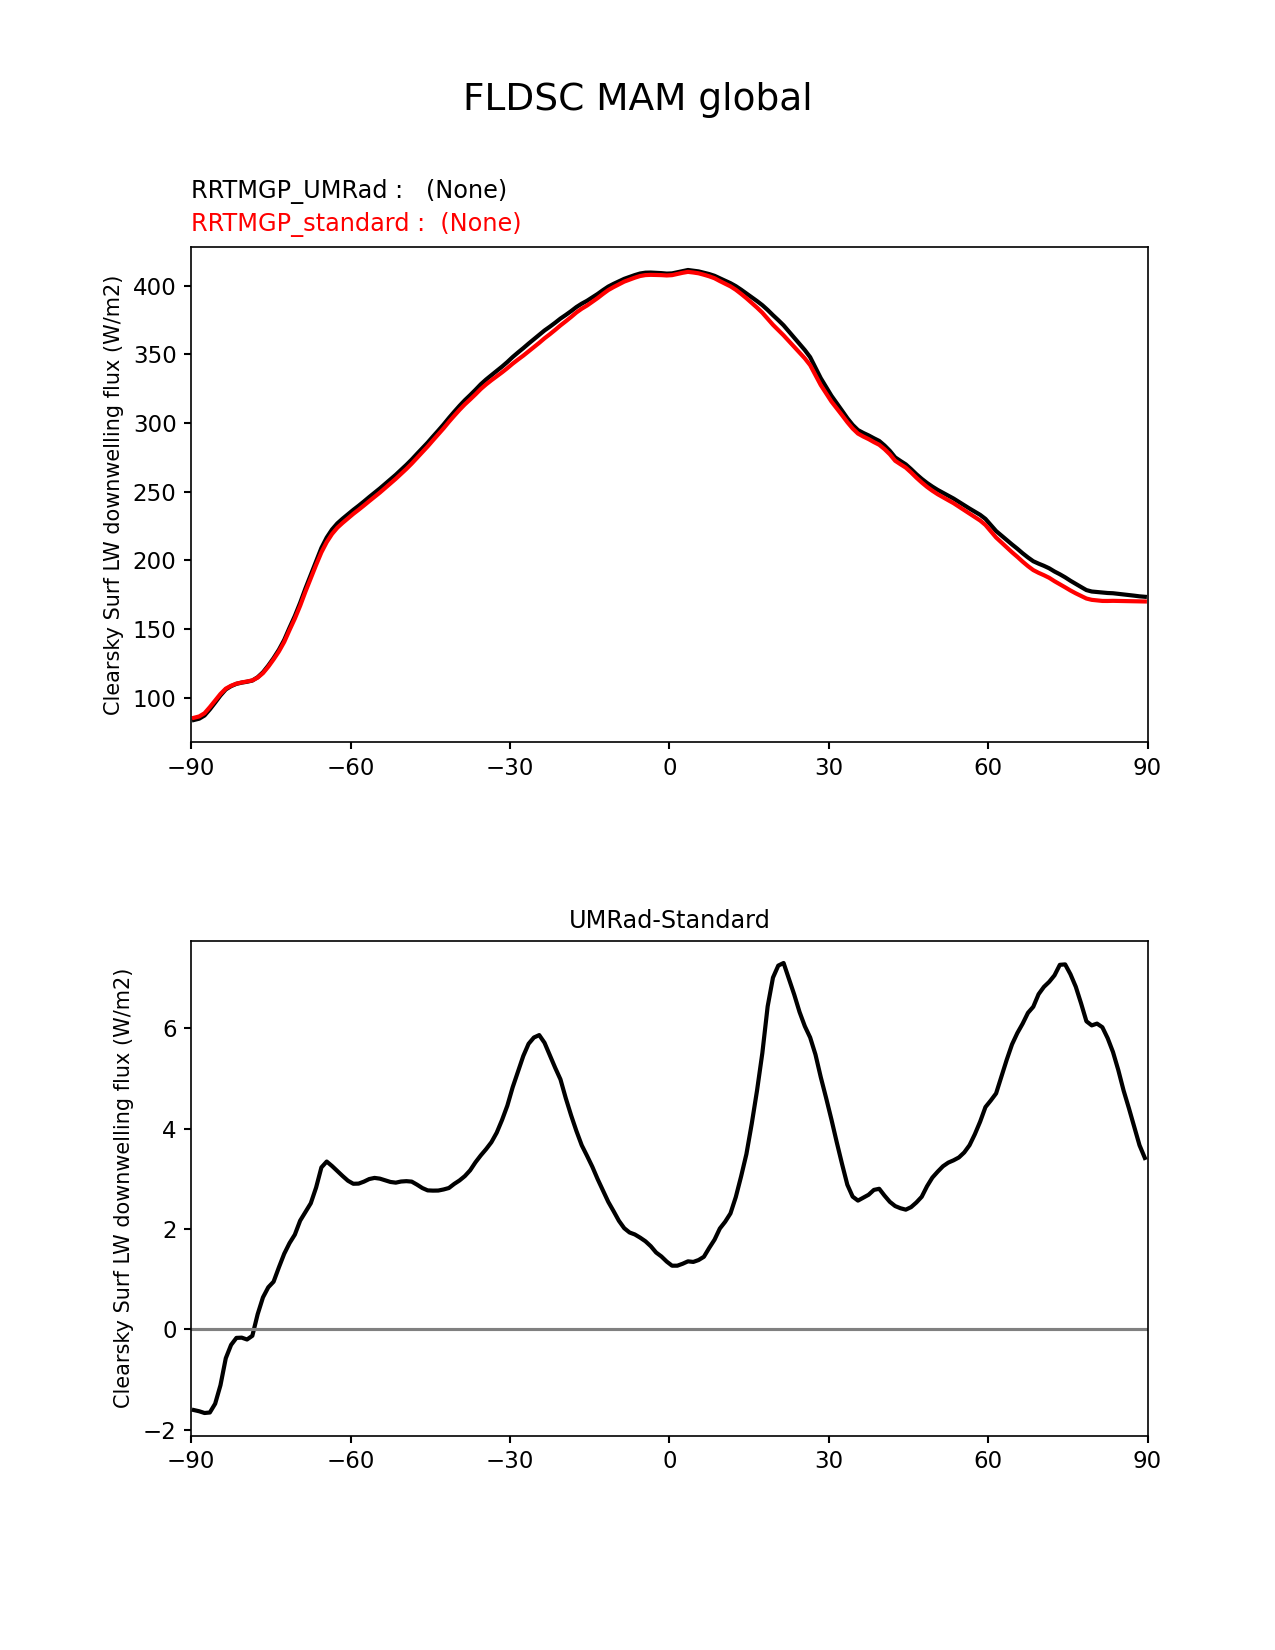 FLDSC MAM global
RRTMGP_UMRad :   (None)
RRTMGP_standard :  (None)
Clearsky Surf LW downwelling flux (W/m2)
400
350
300
250
200
150
100
−90 −60 −30 0 30 60 90
UMRad-Standard
Clearsky Surf LW downwelling flux (W/m2)
6
4
2
0
−2
−90 −60 −30 0 30 60 90